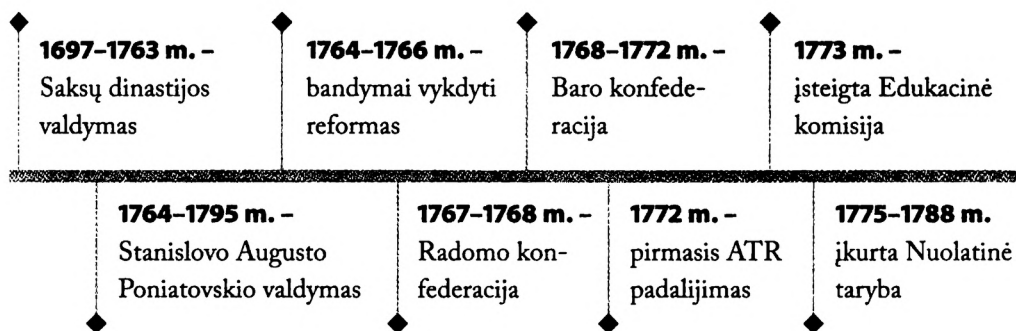 1697–1763 m. –
Saksų dinastijos
valdymas
1764–1766 m. –
bandymai vykdyti
reformas
1768–1772 m. –
Baro konfede-
racija
1773 m. –
įsteigta Edukacinė
komisija
1764–1795 m. –
Stanislovo Augusto
Poniatovskio valdymas
1767–1768 m. –
Radomo kon-
federacija
1772 m. –
pirmasis ATR
padalijimas
1775–1788 m.
įkurta Nuolatinė
taryba